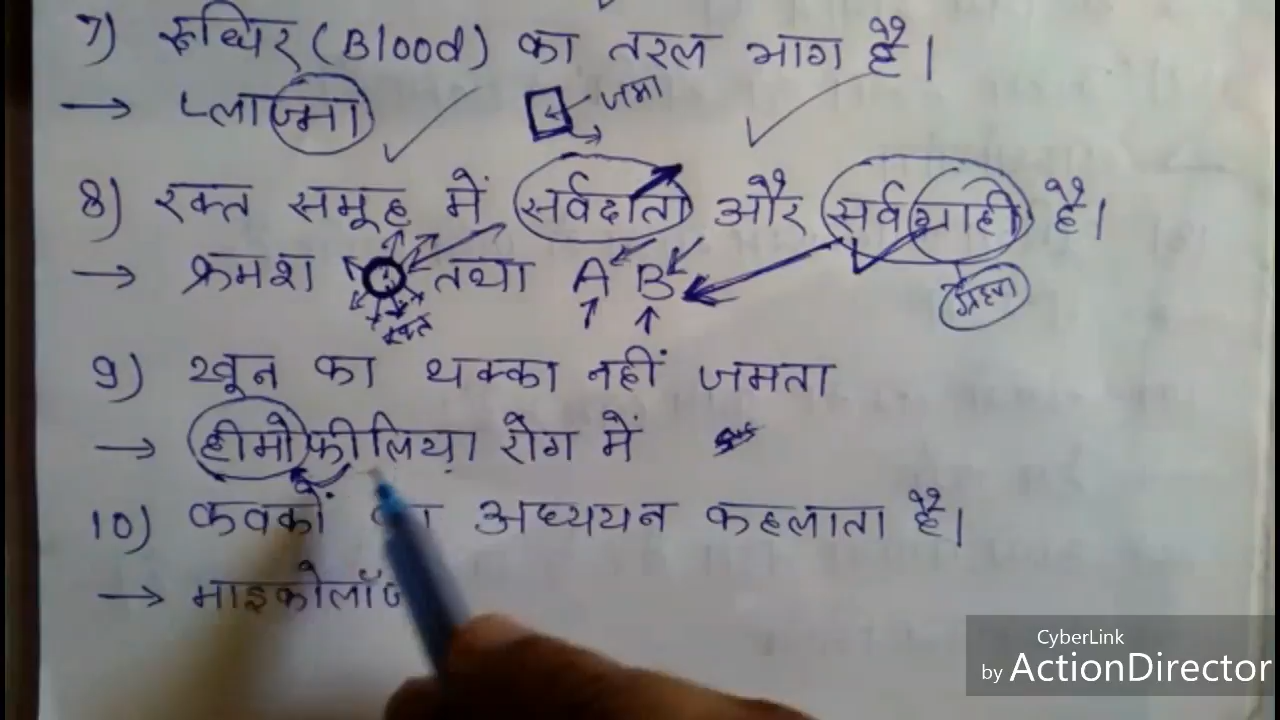 7) रूधिर (Blood) का तरल भाग है।
→ प्लाज्मा जमा
8) रक्त समूह में सर्वदाता और सर्वग्राही है।
→ क्रमश O तथा A B ग्रहण
रक्त
9) खून का थक्का नहीं जमता
→ हीमोफीलिया रोग में
10) कवकों का अध्ययन कहलाता है।
→ माइकोलॉज
CyberLink
by ActionDirector